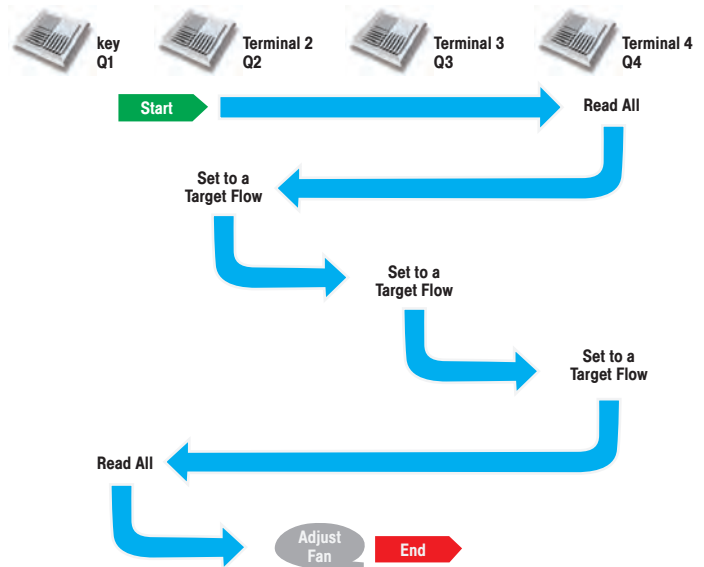 key
Q1
Terminal 2
Q2
Terminal 3
Q3
Terminal 4
Q4
Start
Read All
Set to a
Target Flow
Set to a
Target Flow
Set to a
Target Flow
Read All
Adjust
Fan
End